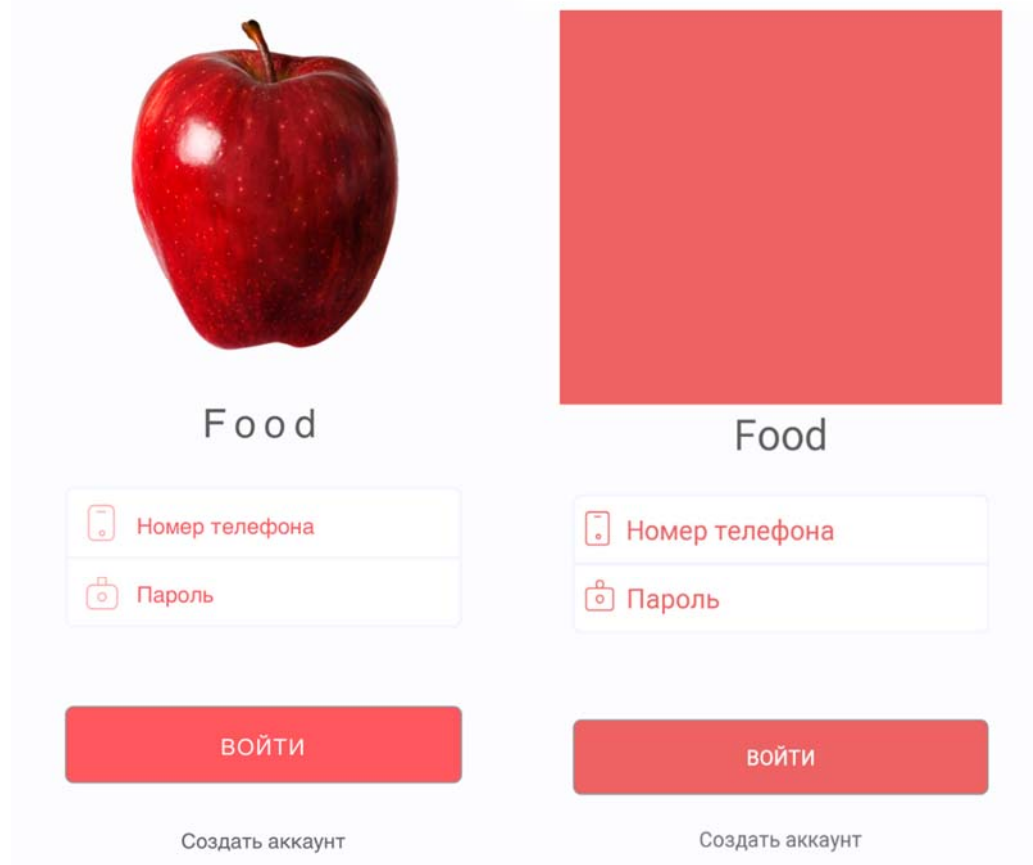 Food
Номер телефона
Пароль
ВОЙТИ
Создать аккаунт
Food
Номер телефона
Пароль
ВОЙТИ
Создать аккаунт